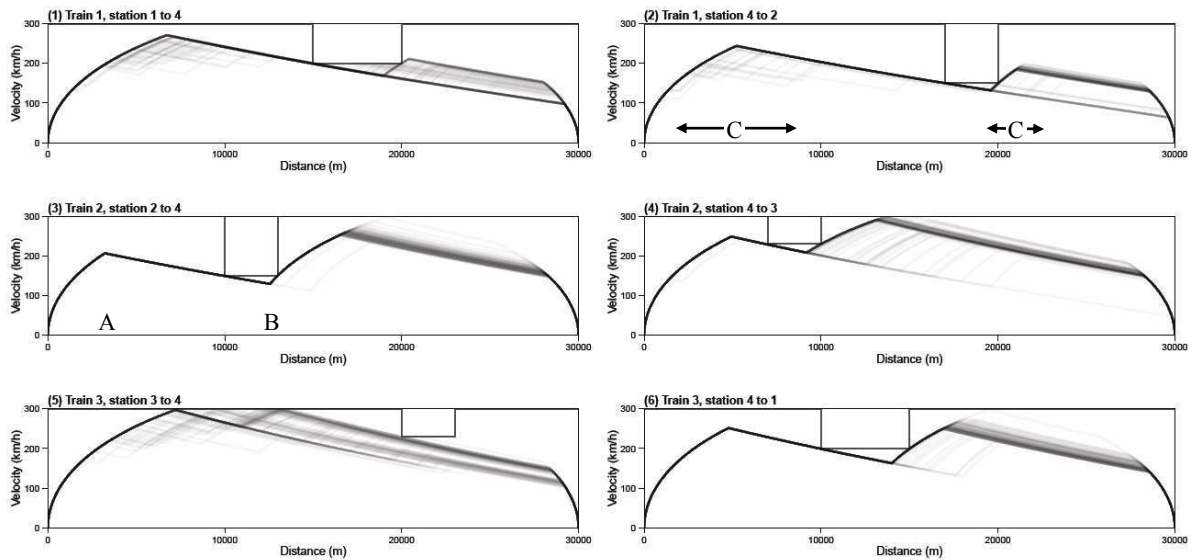 (1) Train 1, station 1 to 4
300
200
100
0
Velocity (km/h)
0 10000 20000 30000
Distance (m)
(2) Train 1, station 4 to 2
300
200
100
0
Velocity (km/h)
C C
0 10000 20000 30000
Distance (m)
(3) Train 2, station 2 to 4
300
200
100
0
Velocity (km/h)
A B
0 10000 20000 30000
Distance (m)
(4) Train 2, station 4 to 3
300
200
100
0
Velocity (km/h)
0 10000 20000 30000
Distance (m)
(5) Train 3, station 3 to 4
300
200
100
0
Velocity (km/h)
0 10000 20000 30000
Distance (m)
(6) Train 3, station 4 to 1
300
200
100
0
Velocity (km/h)
0 10000 20000 30000
Distance (m)